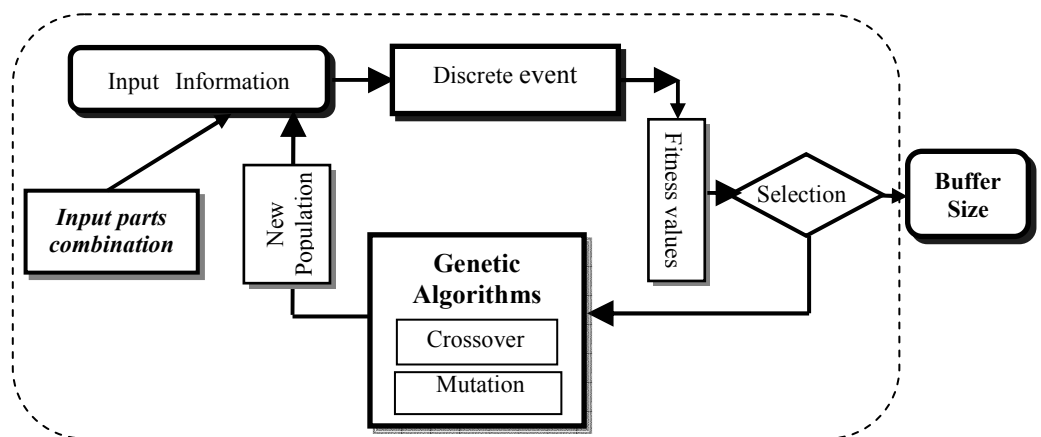 Input Information
Discrete event
Fitness values
Selection
Buffer
Size
Input parts
combination
New
Population
Genetic
Algorithms
Crossover
Mutation